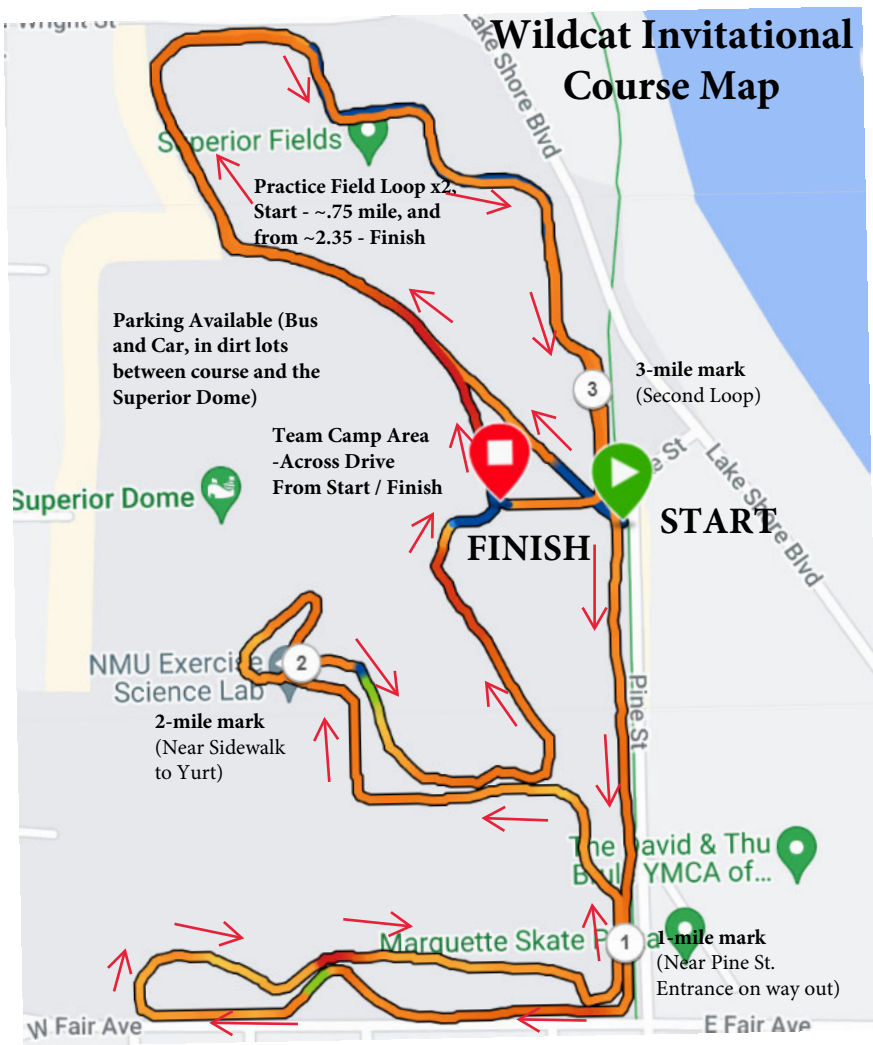 Wright St
Wildcat Invitational
Course Map
Lake Shore Blvd
Superior Fields
Practice Field Loop x2,
Start - ~.75 mile, and
from ~2.35 - Finish
Parking Available (Bus
and Car, in dirt lots
between course and the
Superior Dome)
3-mile mark
(Second Loop)
3
Team Camp Area
-Across Drive
From Start / Finish
e St
Lake Shore Blvd
Superior Dome
START
FINISH
NMU Exercise
Science Lab
2
2-mile mark
(Near Sidewalk
to Yurt)
Pine St
The David & Thu
Brul YMCA of...
Marquette Skate P a
1
1-mile mark
(Near Pine St.
Entrance on way out)
W Fair Ave
E Fair Ave